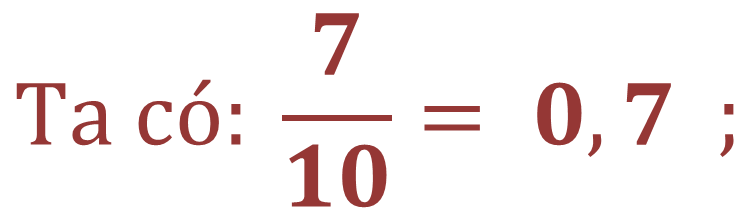 Ta có: 7/10 = 0,7 ;